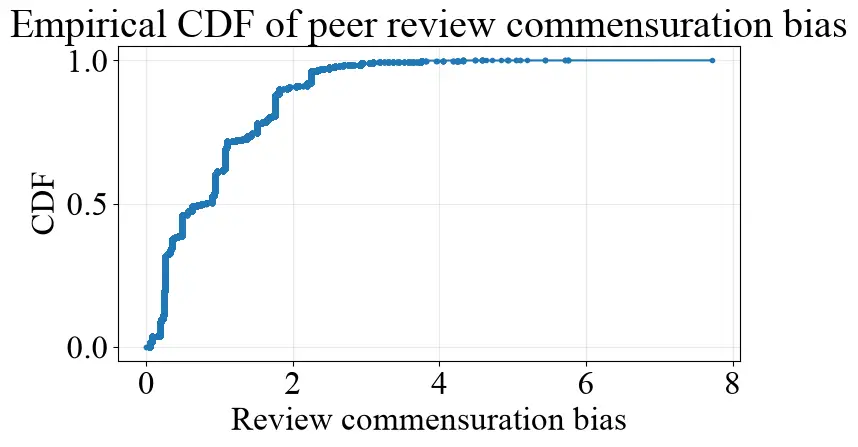 Empirical CDF of peer review commensuration bias
1.0
0.5
0.0
CDF
0 2 4 6 8
Review commensuration bias